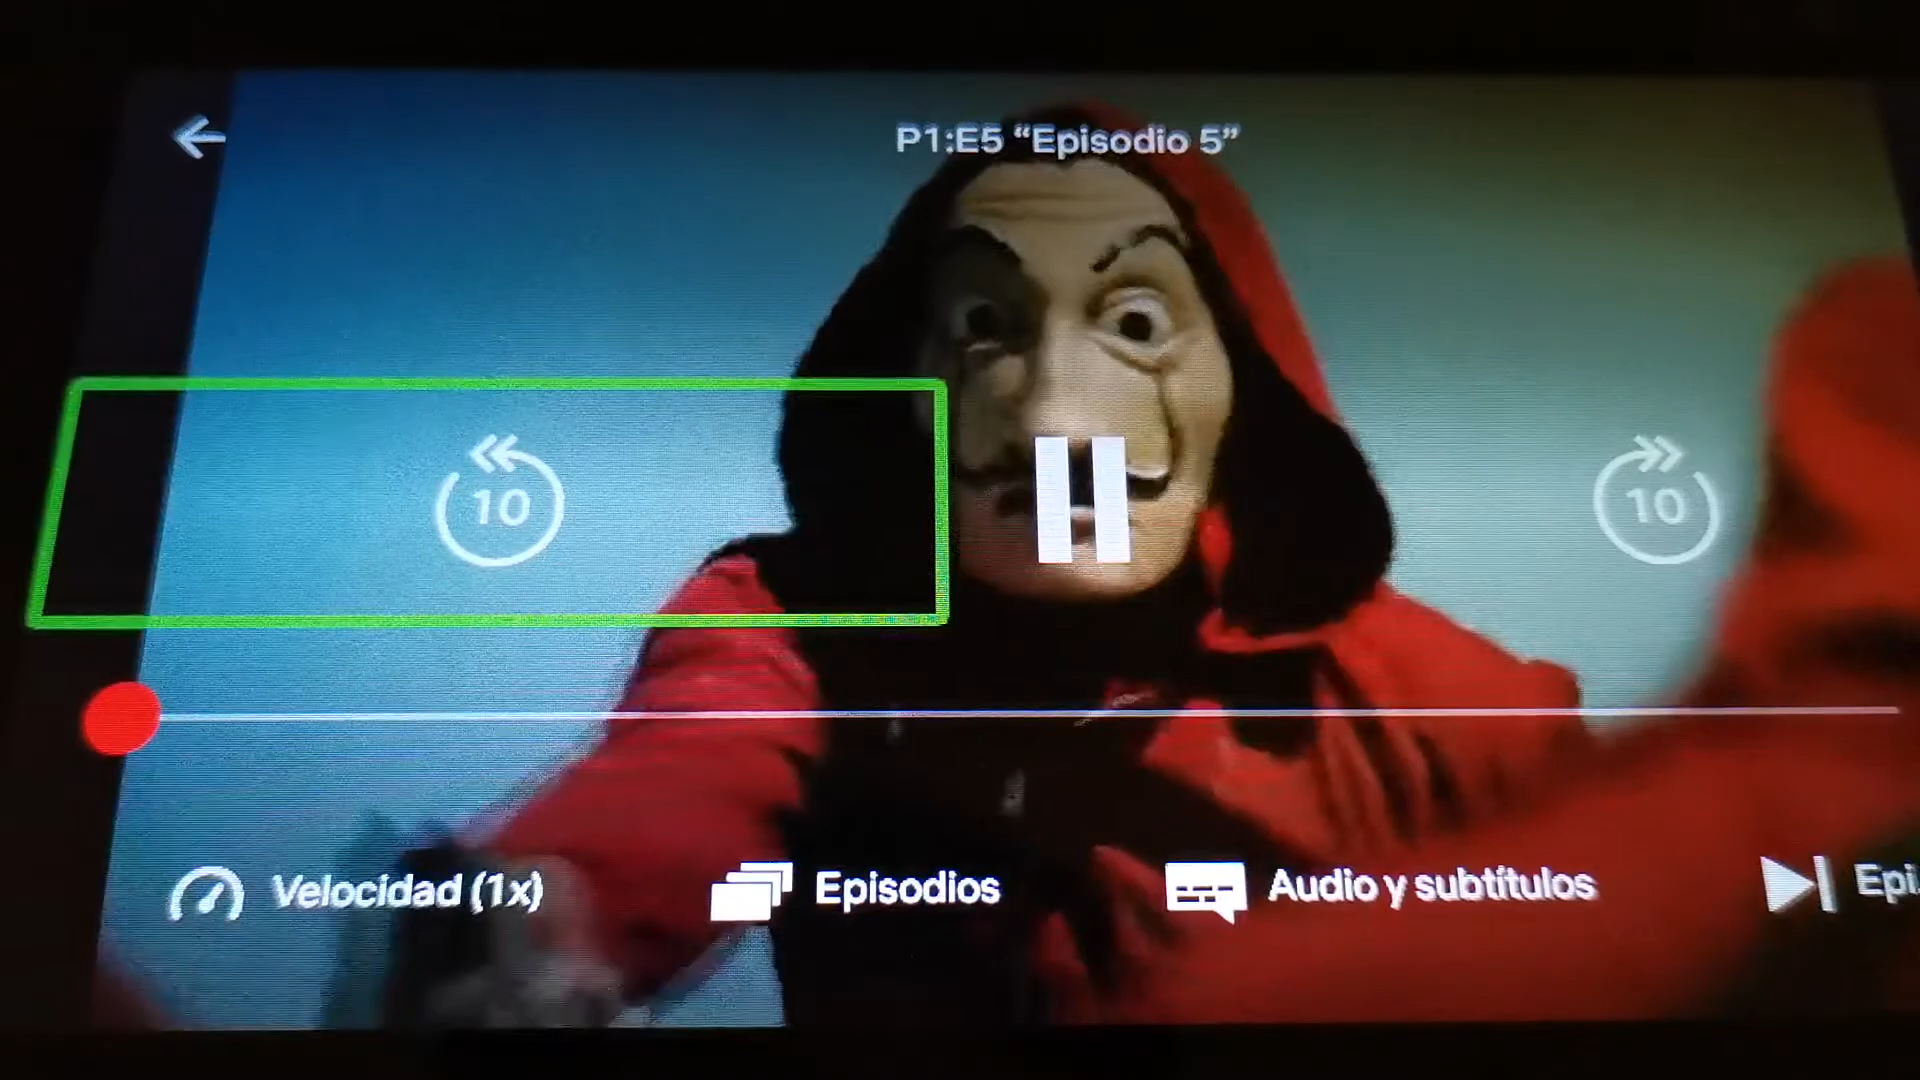 P1:E5 “Episodio 5”
10
10
Velocidad (1x)
Episodios
Audio y subtítulos